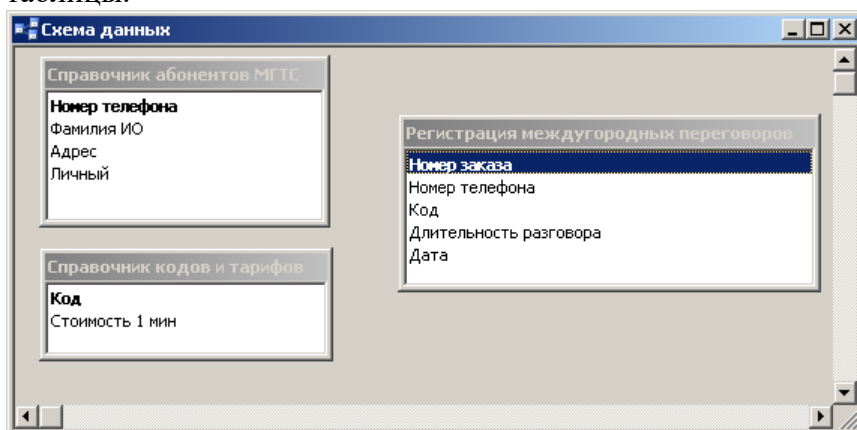 таблицы.
Схема данных
Справочник абонентов МГТС
Номер телефона
Фамилия ИО
Адрес
Личный
Регистрация междугородных переговоров
Номер заказа
Номер телефона
Код
Длительность разговора
Дата
Справочник кодов и тарифов
Код
Стоимость 1 мин